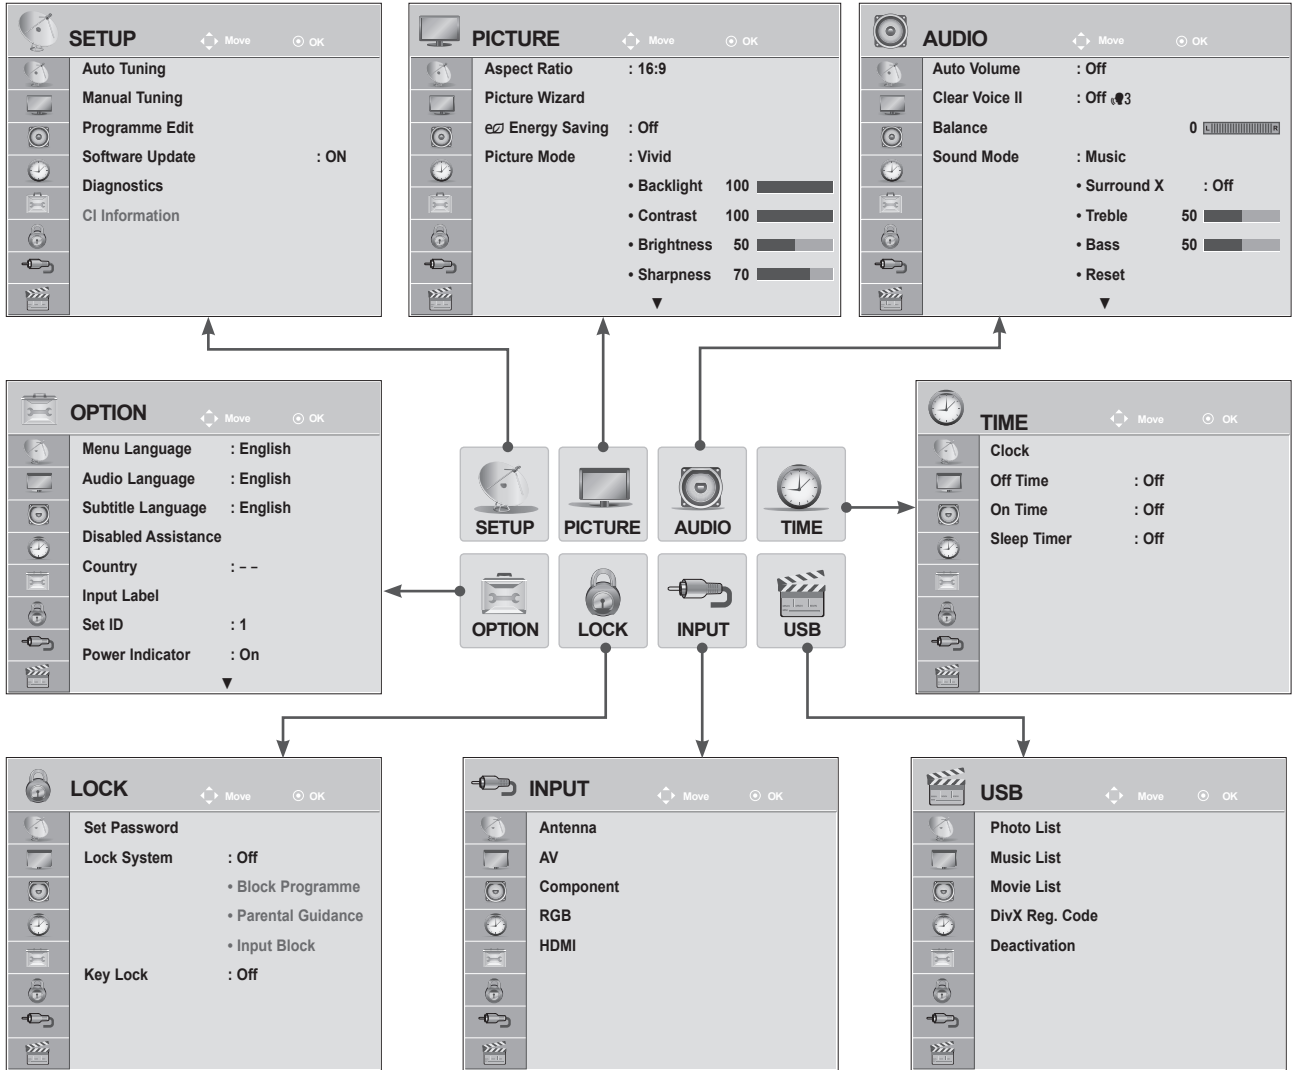 SETUP Move OK
Auto Tuning
Manual Tuning
Programme Edit
Software Update : ON
Diagnostics
CI Information
PICTURE Move OK
Aspect Ratio : 16:9
Picture Wizard
Energy Saving : Off
Picture Mode : Vivid
• Backlight 100
• Contrast 100
• Brightness 50
• Sharpness 70
▼
AUDIO Move OK
Auto Volume : Off
Clear Voice II : Off 3
Balance 0 L R
Sound Mode : Music
• Surround X : Off
• Treble 50
• Bass 50
• Reset
▼
OPTION Move OK
Menu Language : English
Audio Language : English
Subtitle Language : English
Disabled Assistance
Country : – –
Input Label
Set ID : 1
Power Indicator : On
▼
SETUP PICTURE AUDIO TIME
OPTION LOCK INPUT USB
TIME Move OK
Clock
Off Time : Off
On Time : Off
Sleep Timer : Off
LOCK Move OK
Set Password
Lock System : Off
• Block Programme
• Parental Guidance
• Input Block
Key Lock : Off
INPUT Move OK
Antenna
AV
Component
RGB
HDMI
USB Move OK
Photo List
Music List
Movie List
DivX Reg. Code
Deactivation